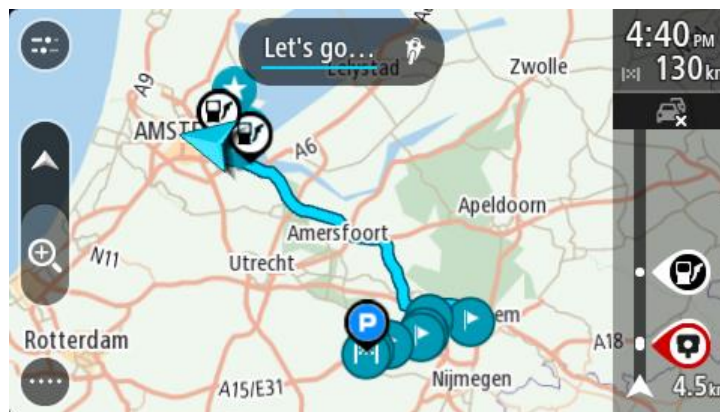 Let's go...
4:40 PM
130 km
Lelystad
Zwolle
A9
AMST
A6
Apeldoorn
Amersfoort
N11
Utrecht
P
em
Rotterdam
A18
A15/E31
Nijmegen
4.5 km